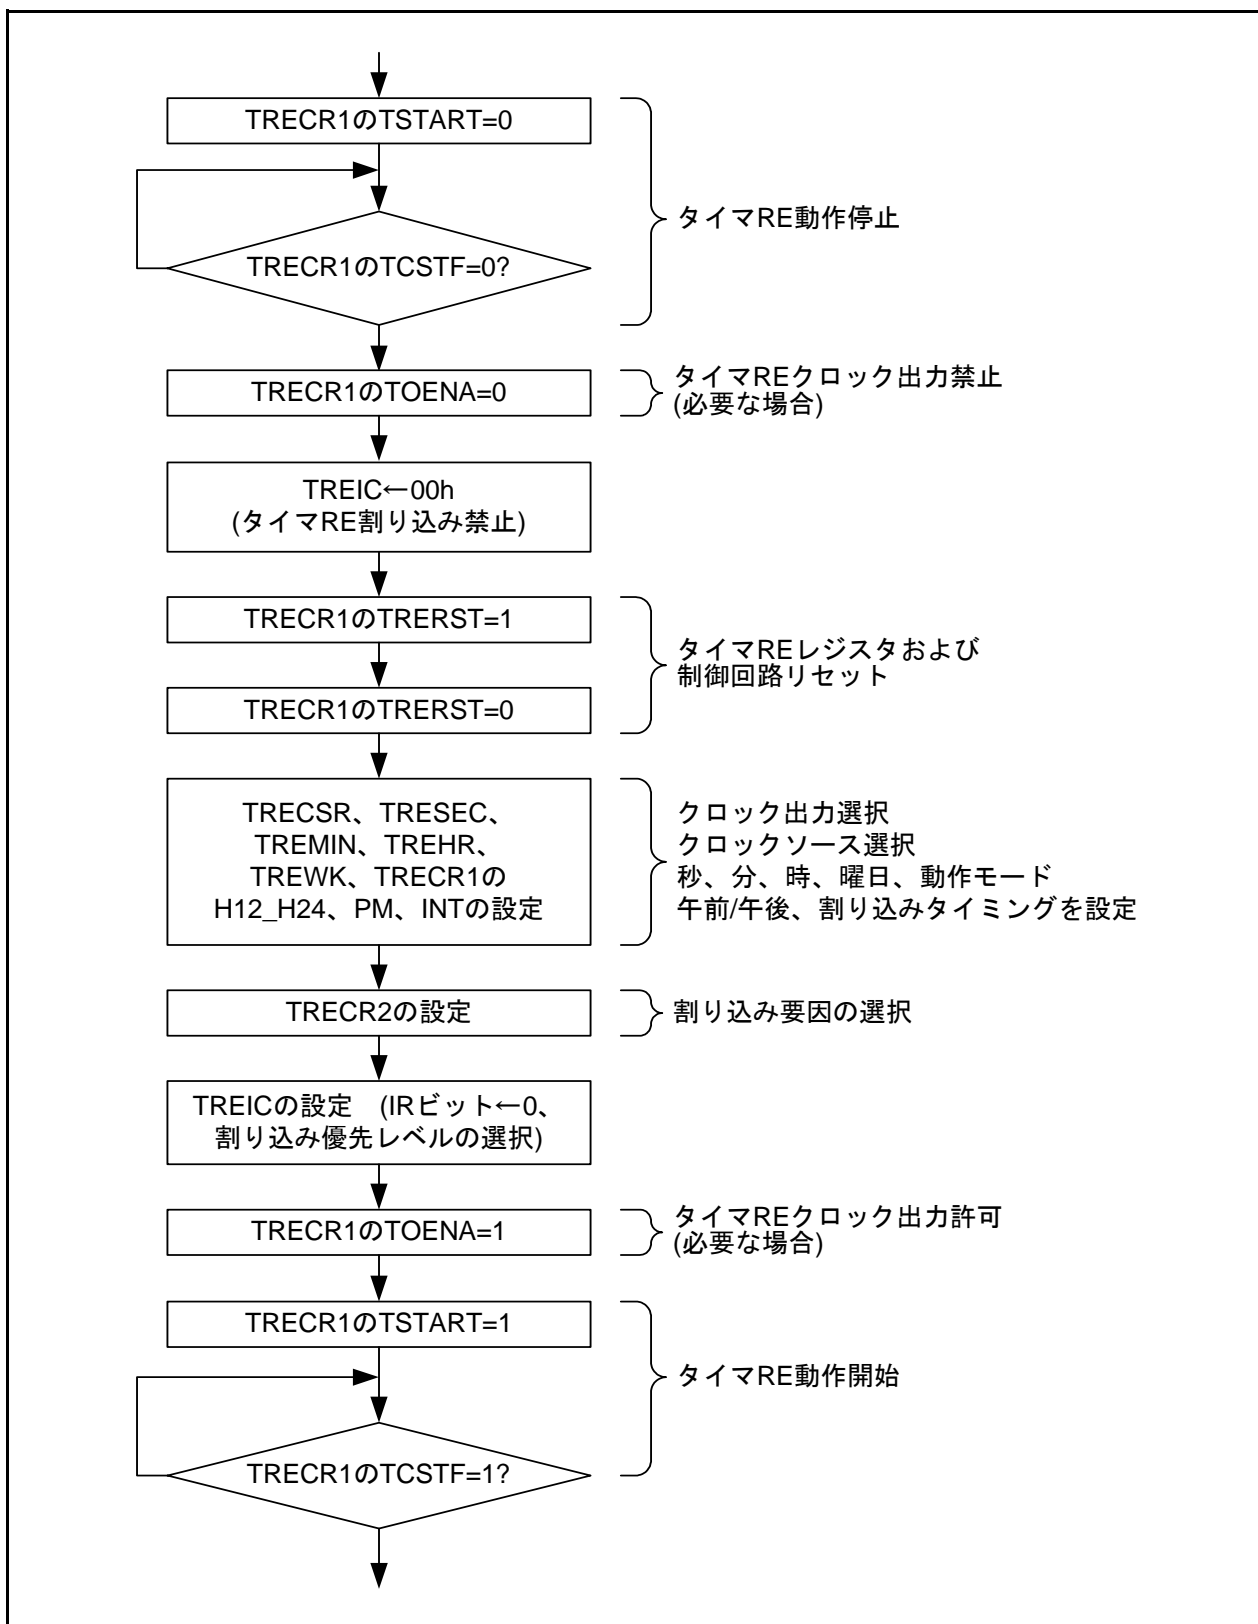 TRECR1のTSTART=0
TRECR1のTCSTF=0?
タイマRE動作停止
TRECR1のTOENA=0
タイマREクロック出力禁止
(必要な場合)
TREIC←00h
(タイマRE割り込み禁止)
TRECR1のTRERST=1
TRECR1のTRERST=0
タイマREレジスタおよび
制御回路リセット
TRECSR、TRESEC、
TREMIN、TREHR、
TREWK、TRECR1の
H12_H24、PM、INTの設定
クロック出力選択
クロックソース選択
秒、分、時、曜日、動作モード
午前/午後、割り込みタイミングを設定
TRECR2の設定
割り込み要因の選択
TREICの設定　(IRビット←0、
割り込み優先レベルの選択)
TRECR1のTOENA=1
タイマREクロック出力許可
(必要な場合)
TRECR1のTSTART=1
TRECR1のTCSTF=1?
タイマRE動作開始